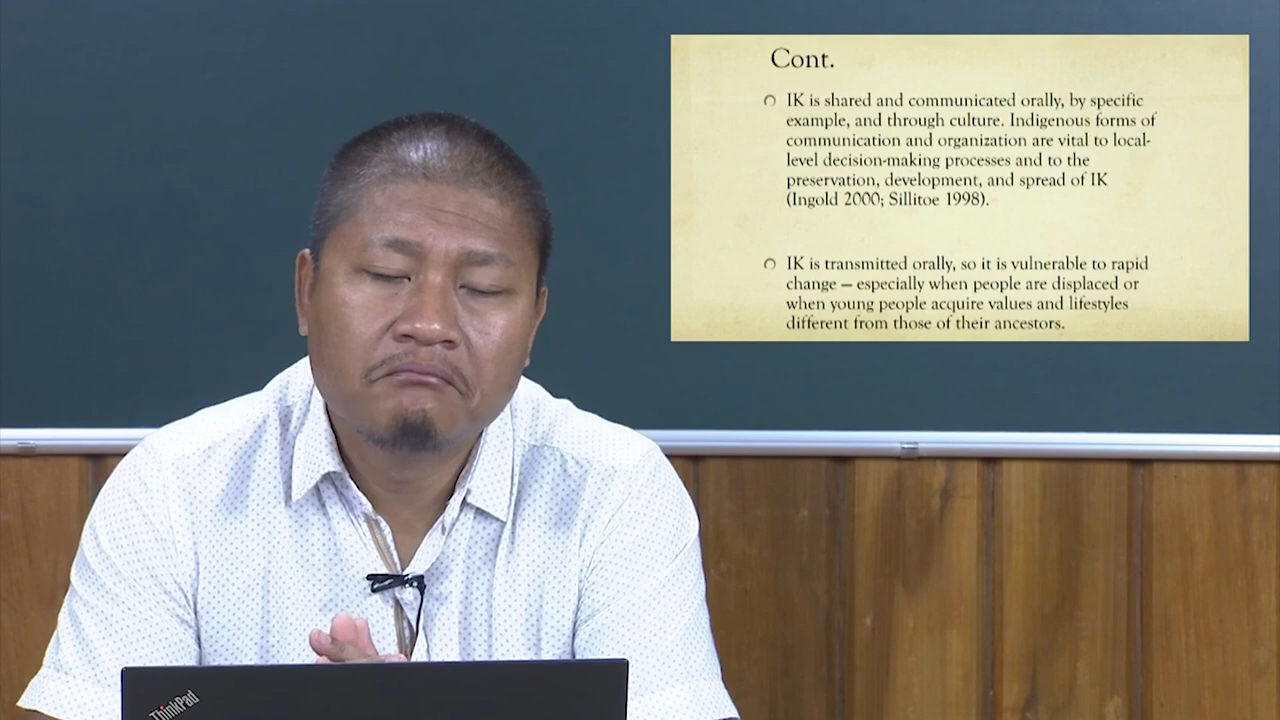 Cont.
IK is shared and communicated orally, by specific
example, and through culture. Indigenous forms of
communication and organization are vital to local-
level decision-making processes and to the
preservation, development, and spread of IK
(Ingold 2000; Sillitoe 1998).
IK is transmitted orally, so it is vulnerable to rapid
change – especially when people are displaced or
when young people acquire values and lifestyles
different from those of their ancestors.
ThinkPad